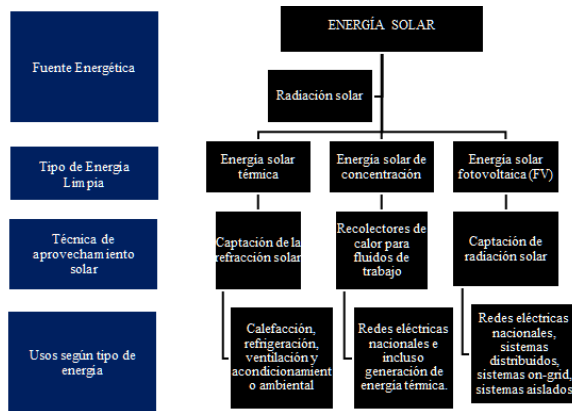 ENERGÍA SOLAR
Fuente Energética
Radiación solar
Tipo de Energía
Limpia
Energía solar
térmica
Energía solar de
concentración
Energía solar
fotovoltaica (FV)
Técnica de
aprovechamiento
solar
Captación de la
refracción solar
Recolectores de
calor para
fluidos de
trabajo
Captación de
radiación solar
Usos según tipo de
energía
Calefacción,
refrigeración,
ventilación y
acondicionamient
o ambiental
Redes eléctricas
nacionales e
incluso
generación de
energía térmica.
Redes eléctricas
nacionales,
sistemas
distribuidos,
sistemas on-grid,
sistemas aislados